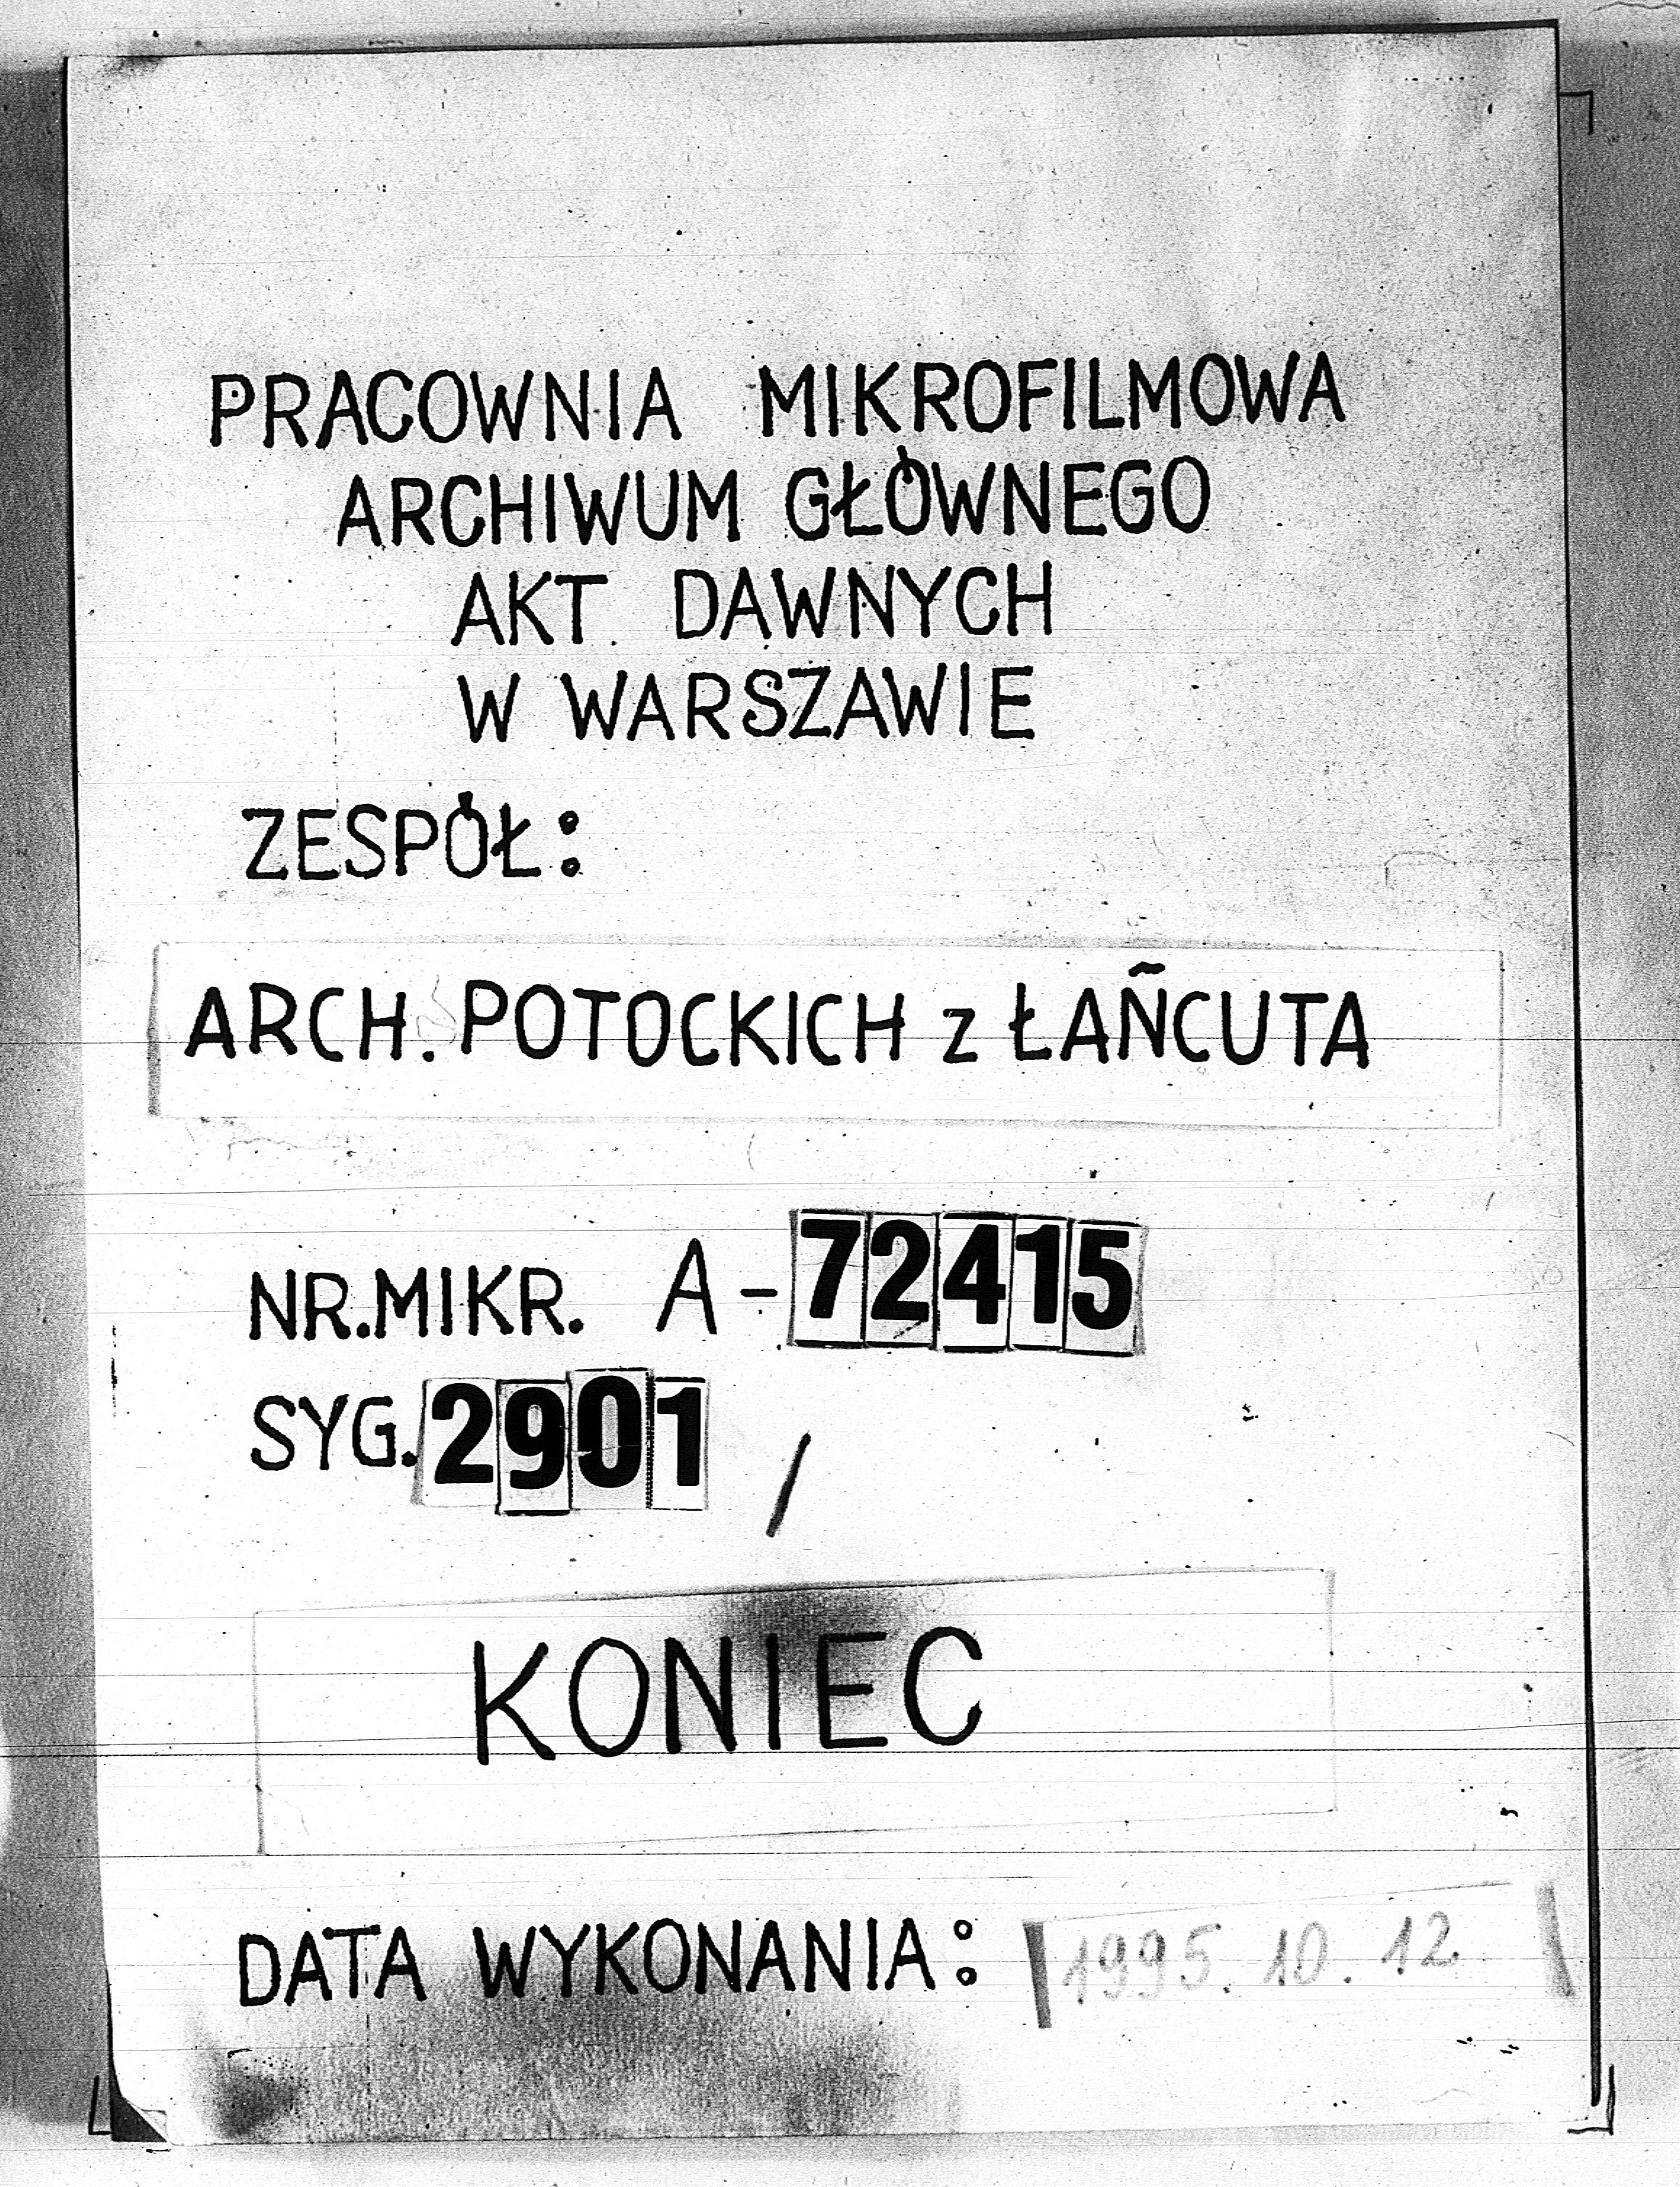 PRACOWNIA MIKROFILMOWA
ARCHIWUM GŁÓWNEGO
AKT DAWNYCH
W WARSZAWIE
ZESPÓŁ:
ARCH. POTOCKICH z ŁAŃCUTA
NR.MIKR. A-72415
SYG. 2901 /
KONIEC
DATA WYKONANIA: 1995. 10. 12